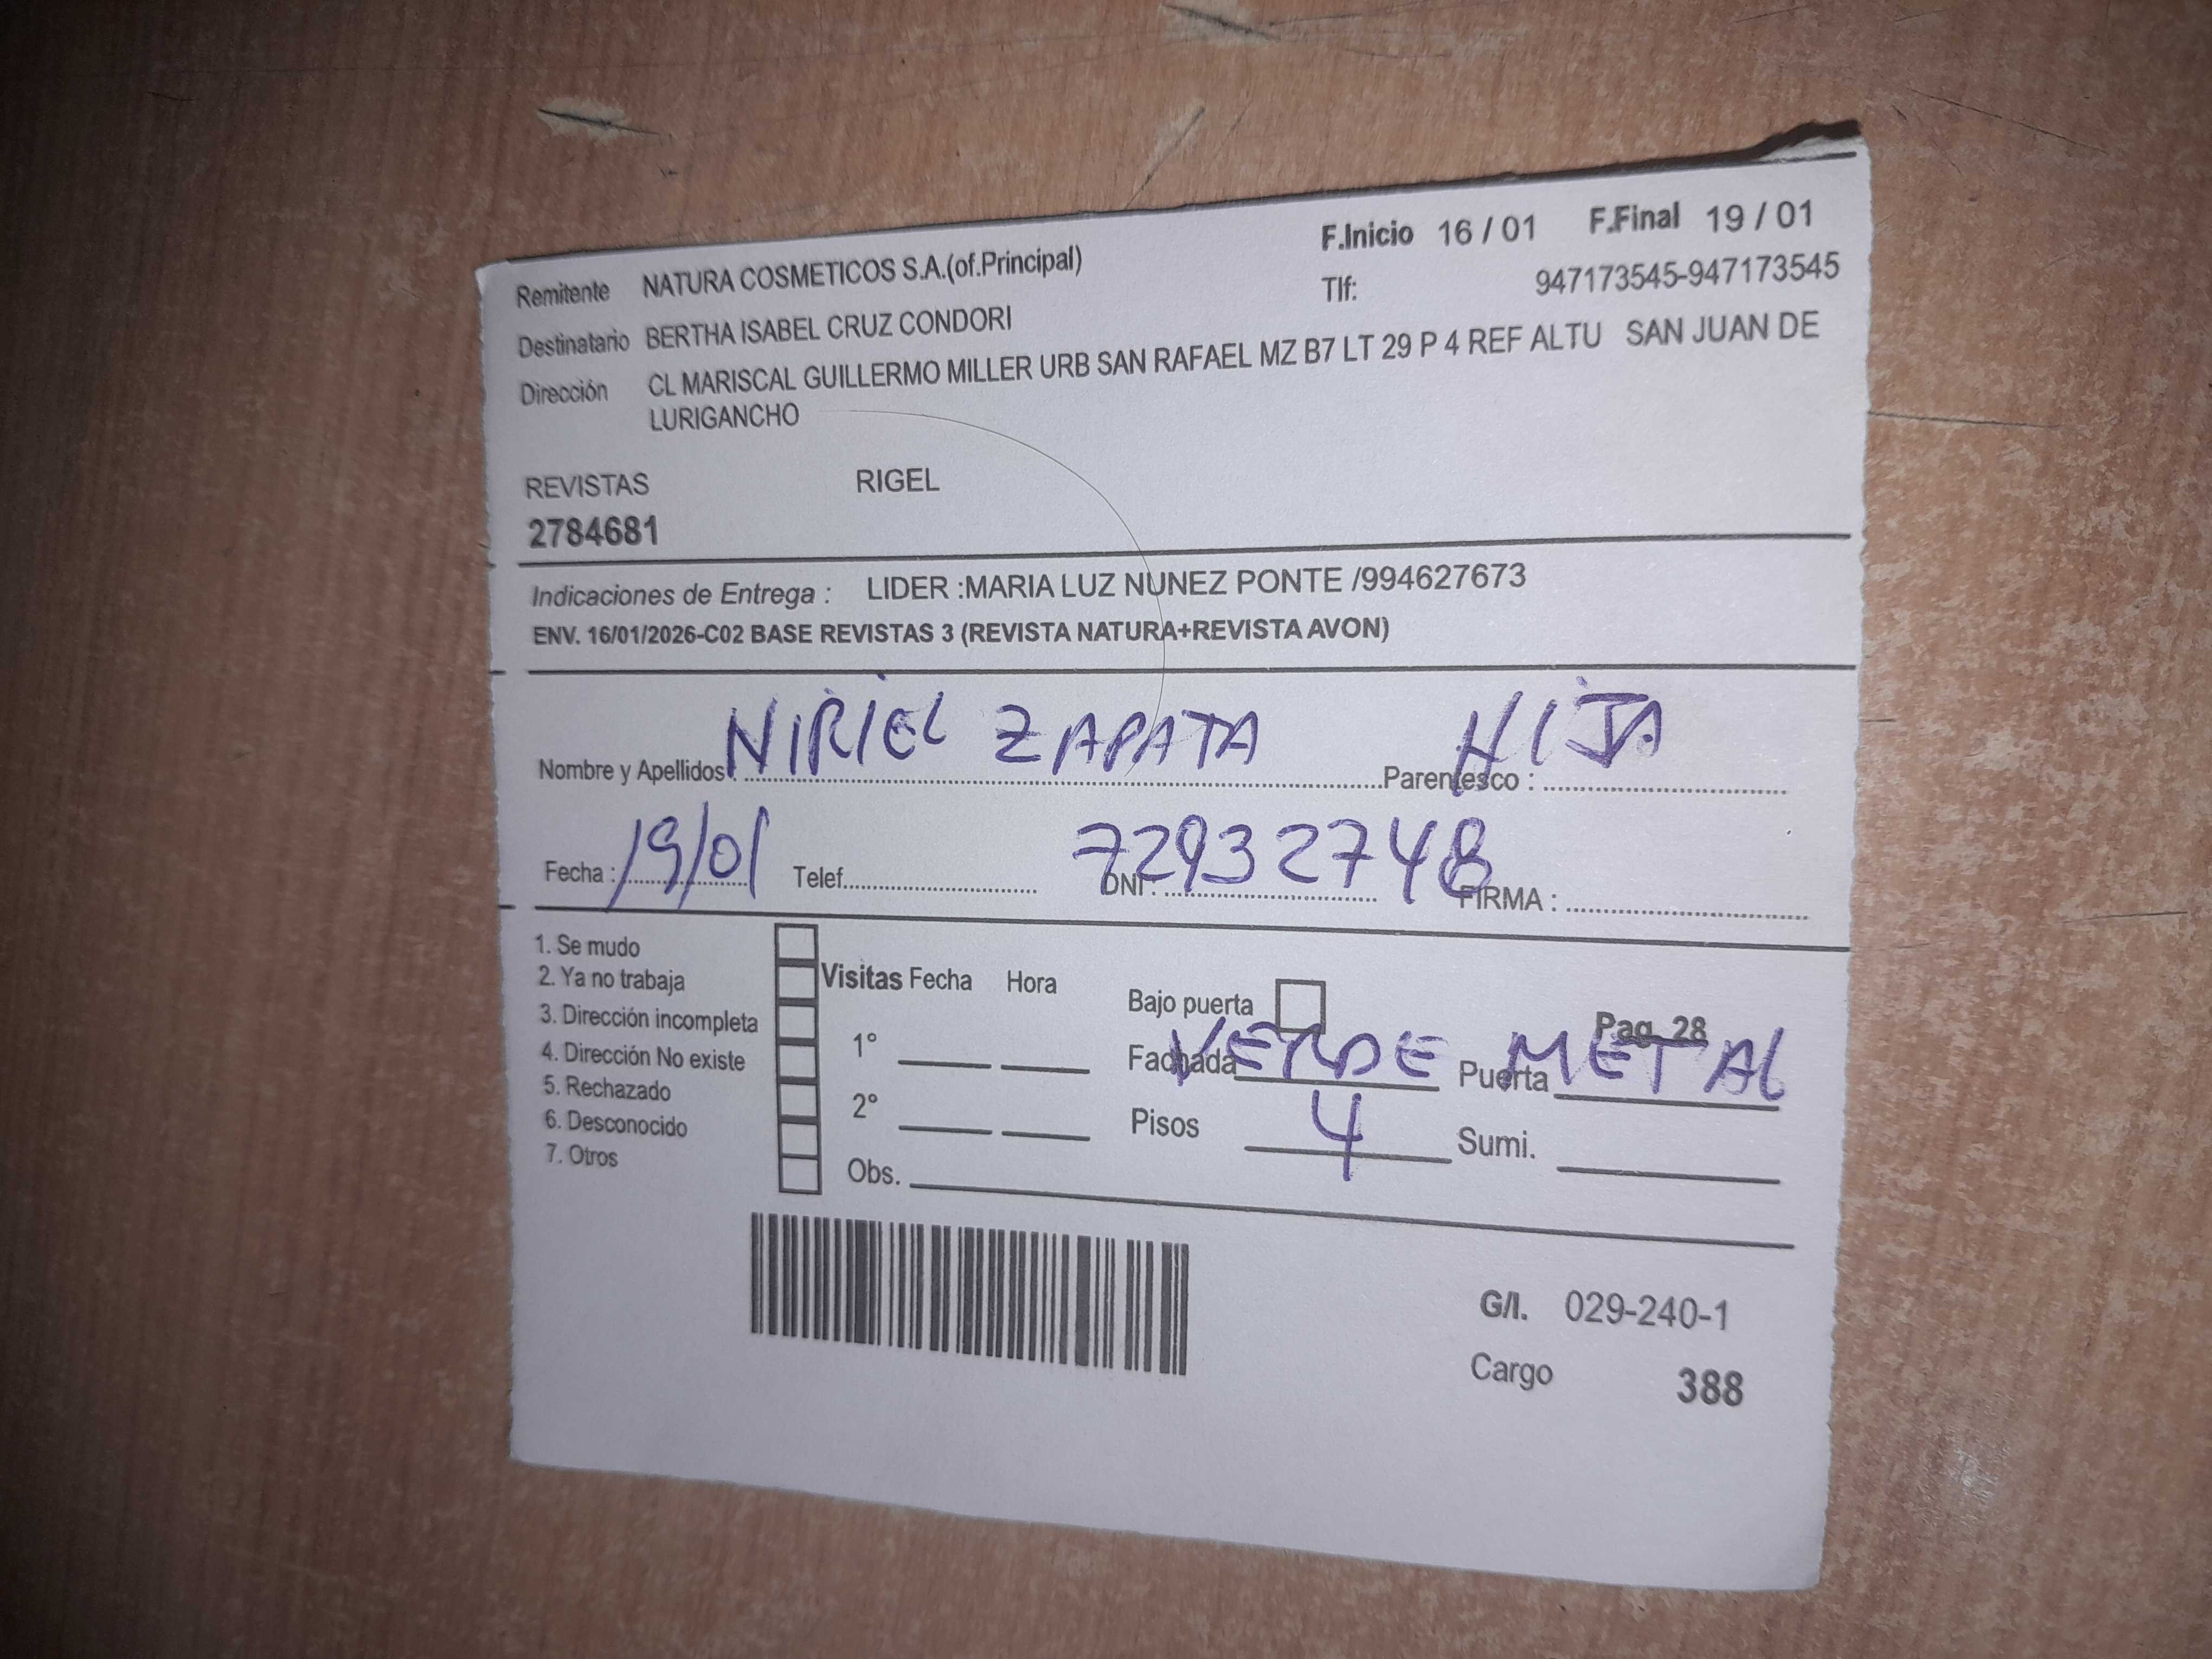 F.Inicio 16 / 01 F.Final 19 / 01
Remitente NATURA COSMETICOS S.A.(of.Principal) Tlf: 947173545-947173545
Destinatario BERTHA ISABEL CRUZ CONDORI
Dirección CL MARISCAL GUILLERMO MILLER URB SAN RAFAEL MZ B7 LT 29 P 4 REF ALTU SAN JUAN DE
LURIGANCHO
REVISTAS RIGEL
2784681
Indicaciones de Entrega : LIDER :MARIA LUZ NUNEZ PONTE /994627673
ENV. 16/01/2026-C02 BASE REVISTAS 3 (REVISTA NATURA+REVISTA AVON)
Nombre y Apellidos: NIRIEL ZAPATA Parentesco : HIJA
Fecha : 19/01 Telef. DNI : 72932748 FIRMA :
1. Se mudo
2. Ya no trabaja
3. Dirección incompleta
4. Dirección No existe
5. Rechazado
6. Desconocido
7. Otros
Visitas Fecha Hora
1°
2°
Obs.
Bajo puerta Pag. 28
Fachada VERDE Puerta METAL
Pisos 4 Sumi.
G/I. 029-240-1
Cargo 388